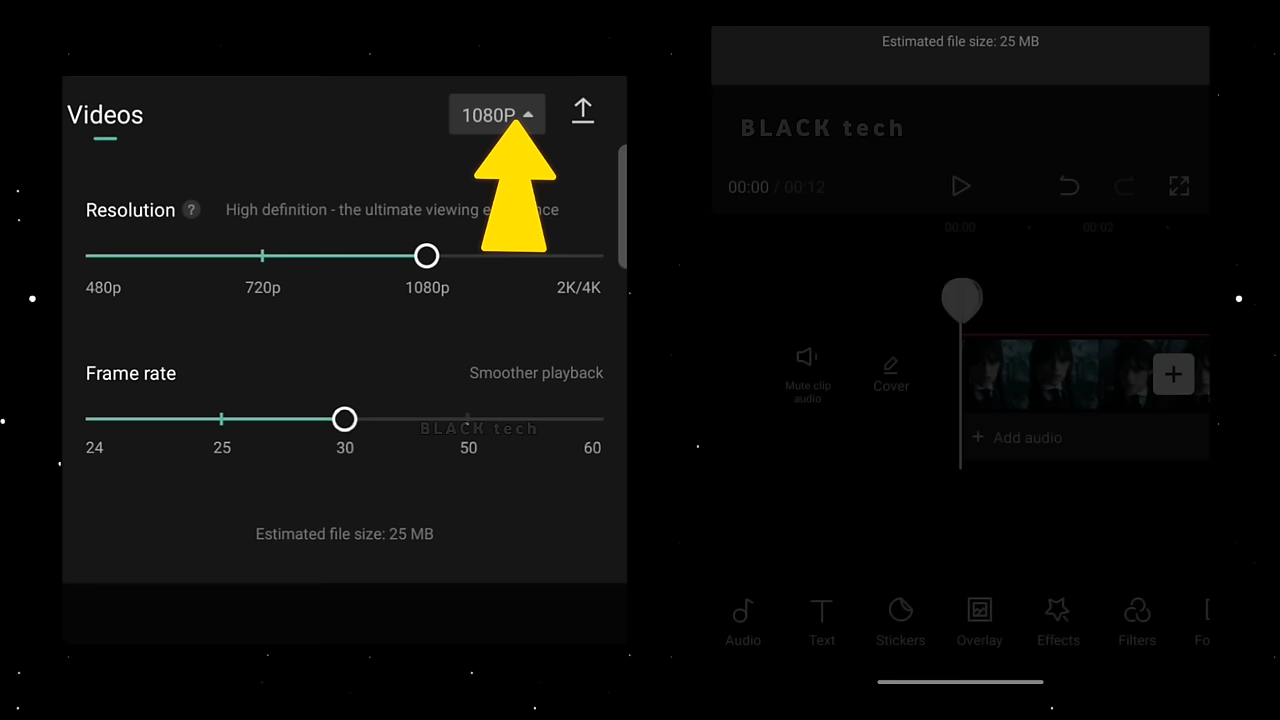 Videos
1080P
Resolution ?
High definition - the ultimate viewing
480p 720p 1080p 2K/4K
Frame rate
Smoother playback
BLACK tech
24 25 30 50 60
Estimated file size: 25 MB
Estimated file size: 25 MB
BLACK tech
00:00 / 00:12
00:00 00:02
Mute clip
audio
Cover
+ Add audio
Audio Text Stickers Overlay Effects Filters